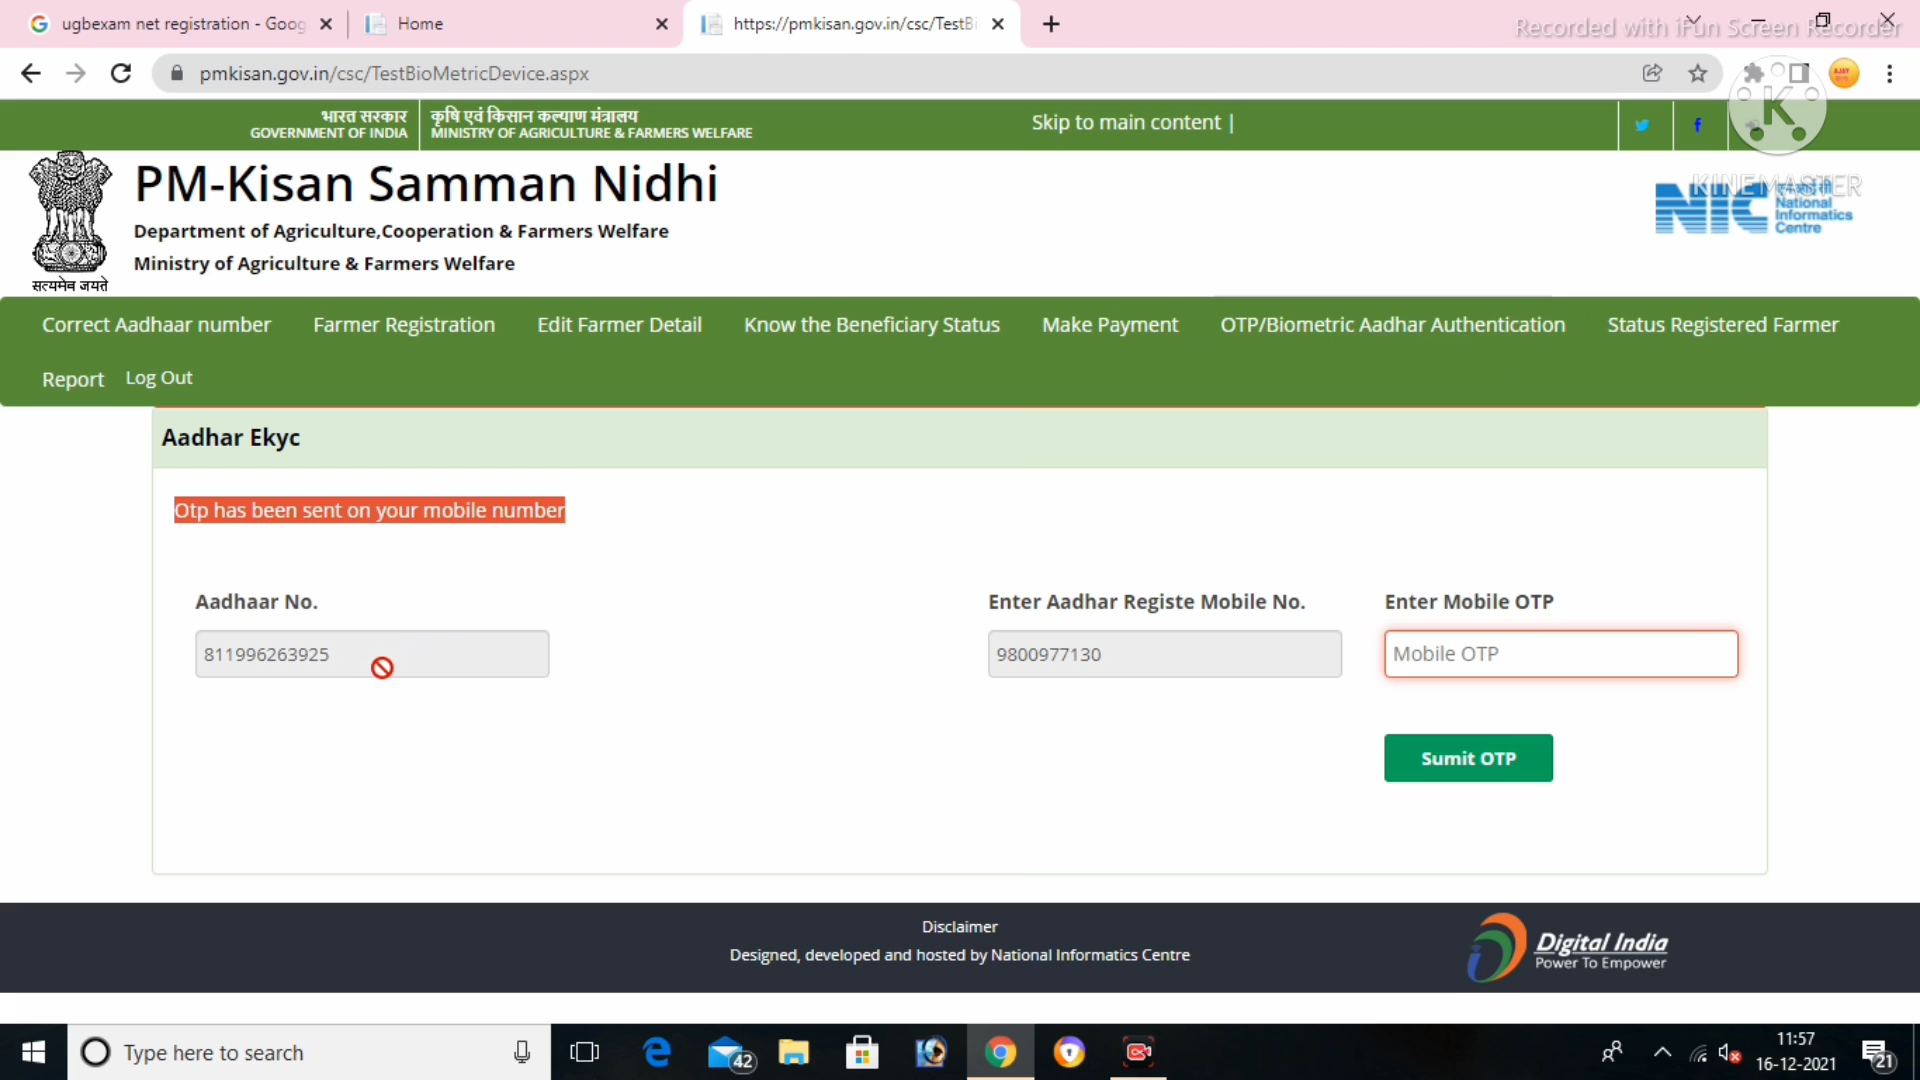 ugbexam net registration - Goog
Home
https://pmkisan.gov.in/csc/TestBi
Recorded with iFun Screen Recorder
pmkisan.gov.in/csc/TestBioMetricDevice.aspx
भारत सरकार
GOVERNMENT OF INDIA
कृषि एवं किसान कल्याण मंत्रालय
MINISTRY OF AGRICULTURE & FARMERS WELFARE
Skip to main content |
K
KINEMASTER
PM-Kisan Samman Nidhi
Department of Agriculture,Cooperation & Farmers Welfare
Ministry of Agriculture & Farmers Welfare
सत्यमेव जयते
NIC
National
Informatics
Centre
Correct Aadhaar number Farmer Registration Edit Farmer Detail Know the Beneficiary Status Make Payment OTP/Biometric Aadhar Authentication Status Registered Farmer
Report Log Out
Aadhar Ekyc
Otp has been sent on your mobile number
Aadhaar No. Enter Aadhar Registe Mobile No. Enter Mobile OTP
811996263925 9800977130 Mobile OTP
Sumit OTP
Disclaimer
Designed, developed and hosted by National Informatics Centre
Digital India
Power To Empower
Type here to search
42
11:57
16-12-2021
21